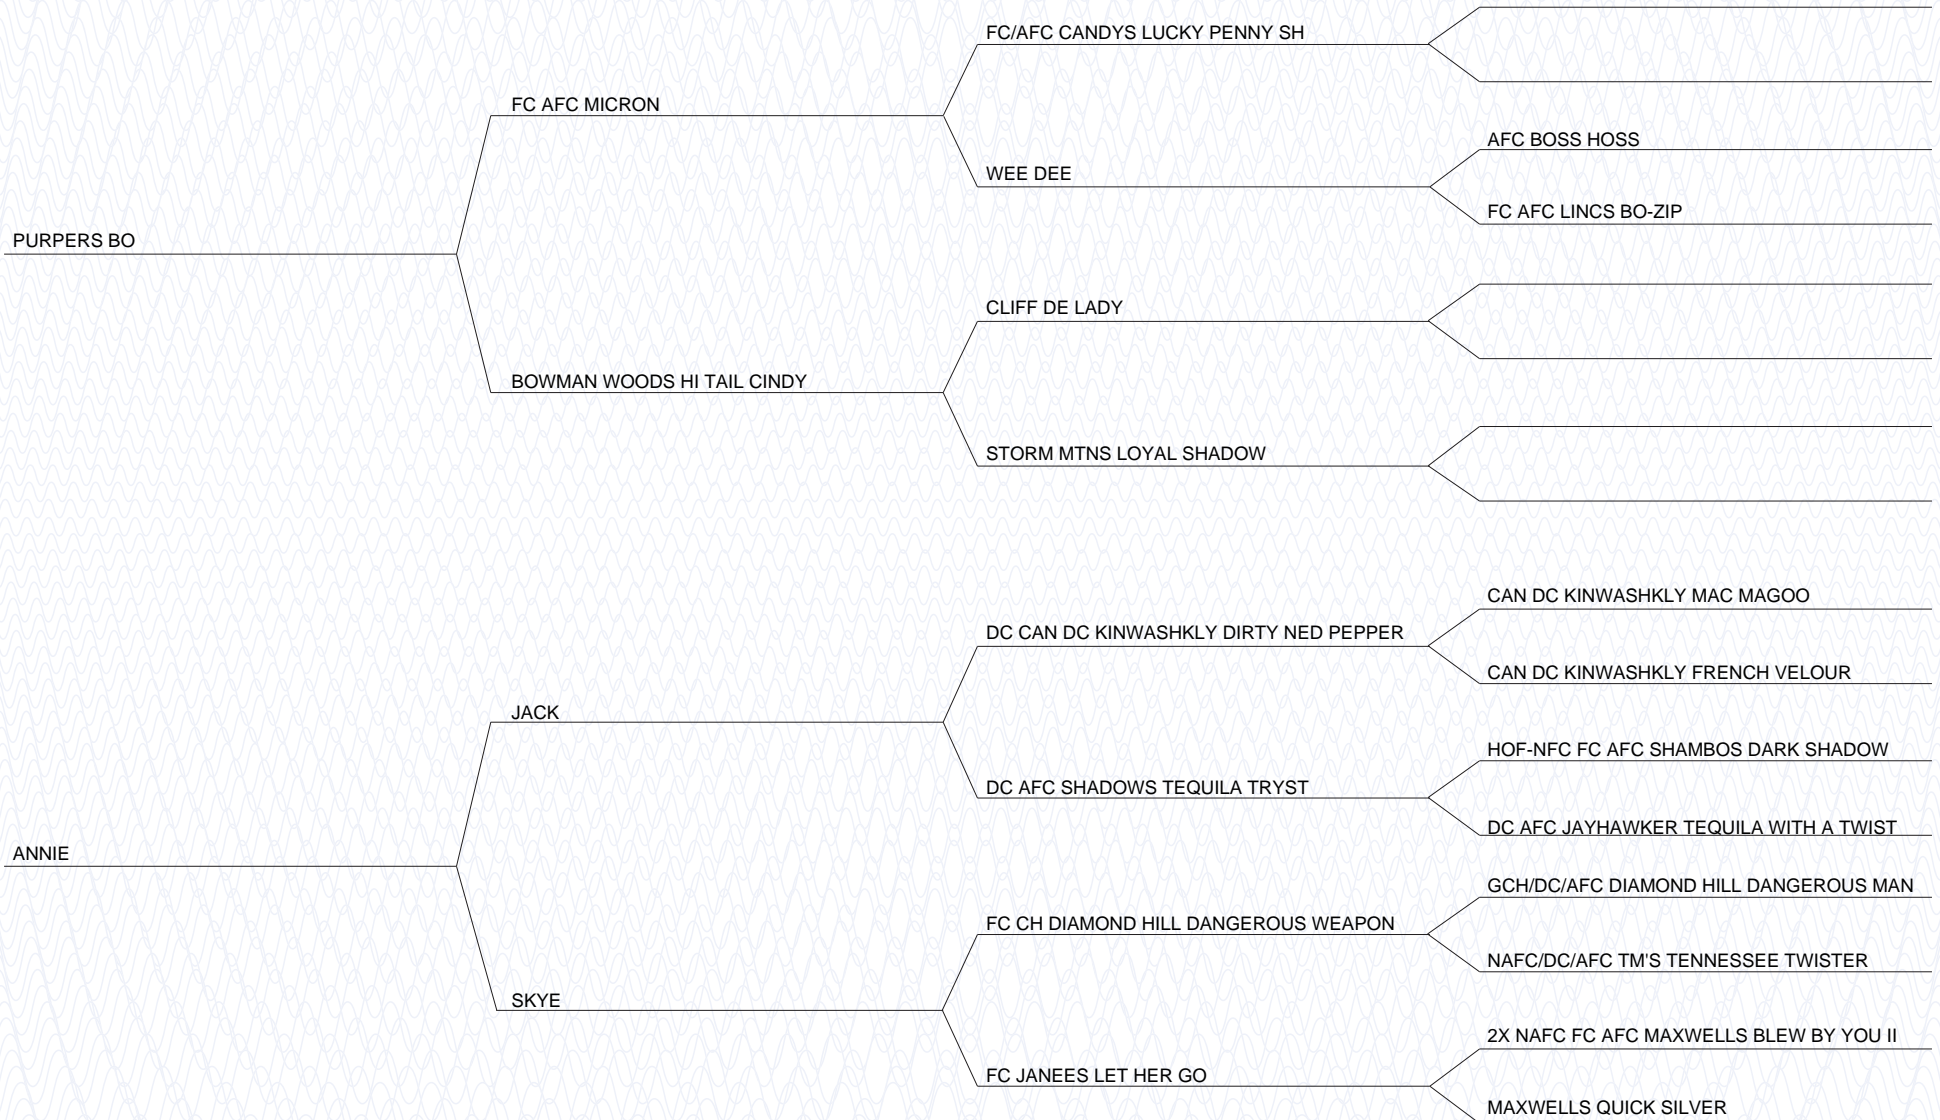 FC/AFC CANDYS LUCKY PENNY SH
FC AFC MICRON
AFC BOSS HOSS
WEE DEE
FC AFC LINCS BO-ZIP
PURPERS BO
CLIFF DE LADY
BOWMAN WOODS HI TAIL CINDY
STORM MTNS LOYAL SHADOW
CAN DC KINWASHKLY MAC MAGOO
DC CAN DC KINWASHKLY DIRTY NED PEPPER
CAN DC KINWASHKLY FRENCH VELOUR
JACK
HOF-NFC FC AFC SHAMBOS DARK SHADOW
DC AFC SHADOWS TEQUILA TRYST
DC AFC JAYHAWKER TEQUILA WITH A TWIST
ANNIE
GCH/DC/AFC DIAMOND HILL DANGEROUS MAN
FC CH DIAMOND HILL DANGEROUS WEAPON
NAFC/DC/AFC TM'S TENNESSEE TWISTER
SKYE
2X NAFC FC AFC MAXWELLS BLEW BY YOU II
FC JANEES LET HER GO
MAXWELLS QUICK SILVER